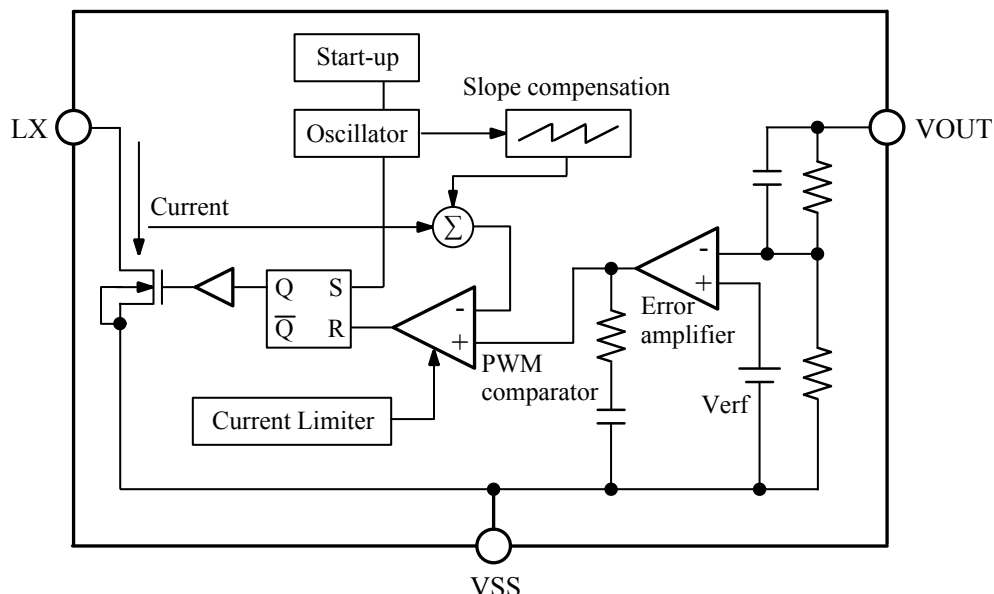 Start-up
Slope compensation
LX
Oscillator
VOUT
Current
Σ
-
+
Q S
Q̅ R
-
+
Error
amplifier
PWM
comparator
Verf
Current Limiter
VSS